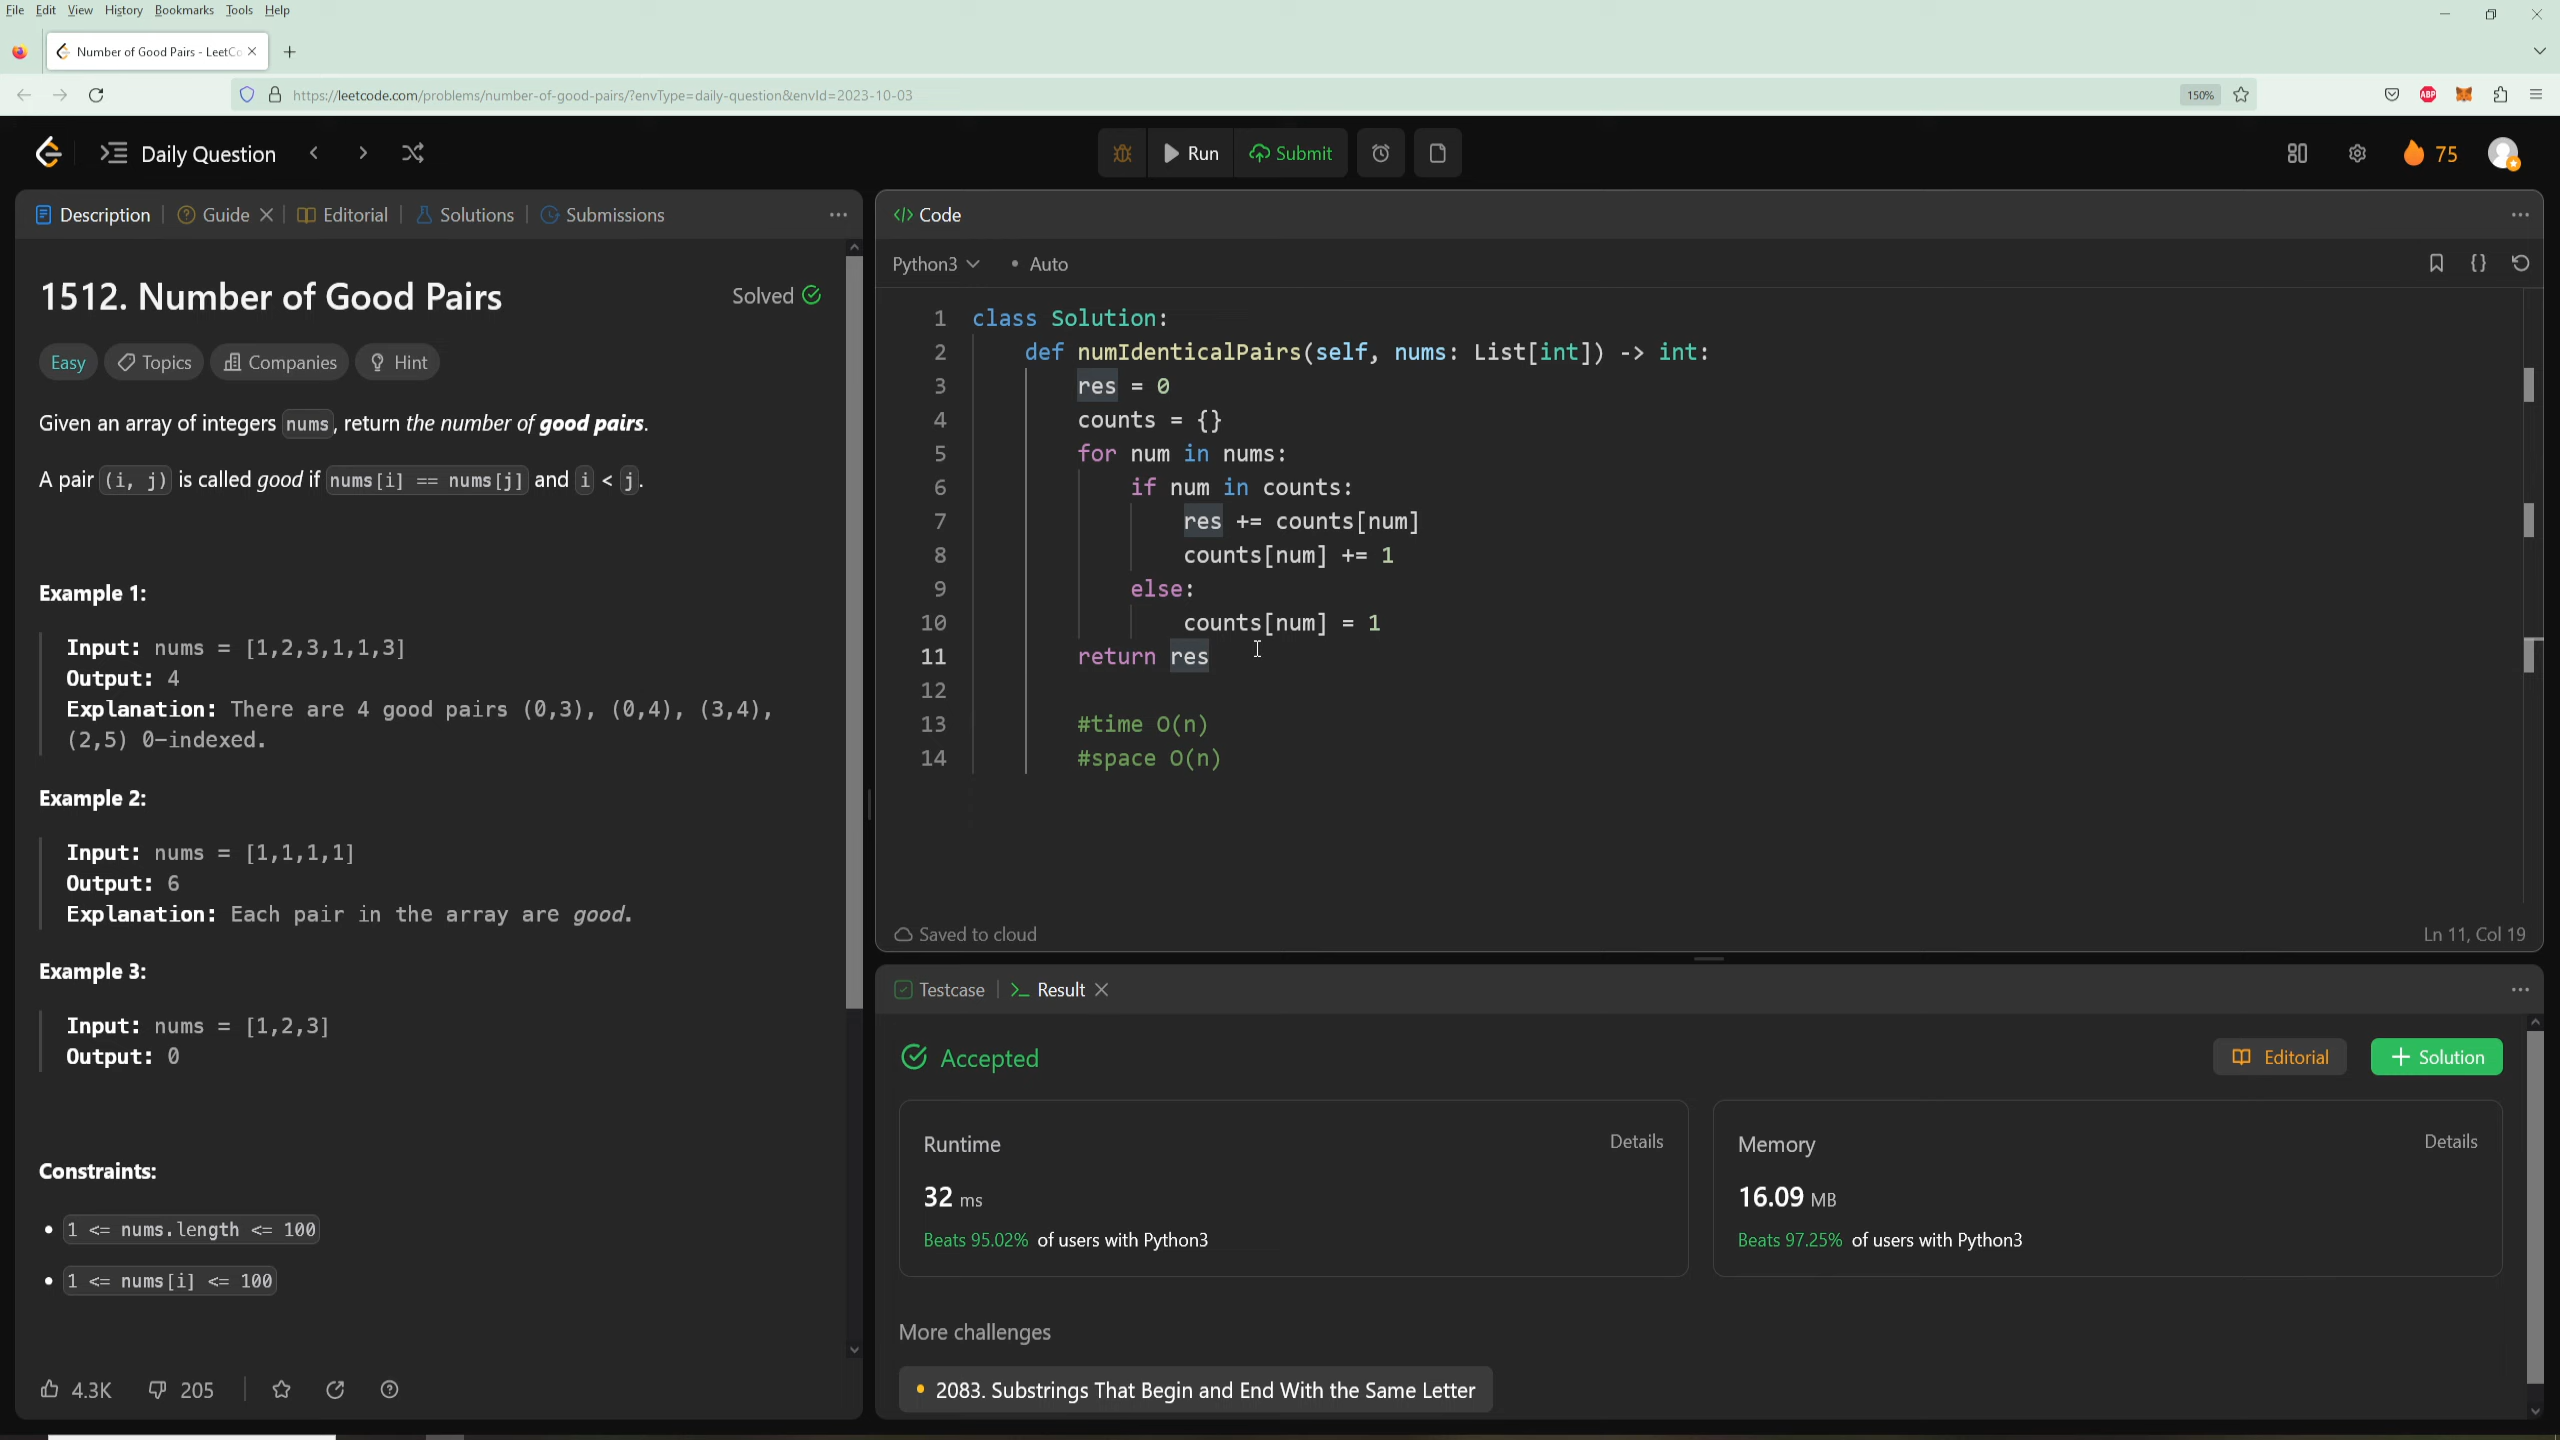 File Edit View History Bookmarks Tools Help
Number of Good Pairs - LeetCo
https://leetcode.com/problems/number-of-good-pairs/?envType=daily-question&envId=2023-10-03
150%
ABP
Daily Question
Run
Submit
75
Description
Guide
Editorial
Solutions
Submissions
1512. Number of Good Pairs
Solved
Easy
Topics
Companies
Hint
Given an array of integers nums, return the number of good pairs.
A pair (i, j) is called good if nums[i] == nums[j] and i < j.
Example 1:
Input: nums = [1,2,3,1,1,3]
Output: 4
Explanation: There are 4 good pairs (0,3), (0,4), (3,4),
(2,5) 0-indexed.
Example 2:
Input: nums = [1,1,1,1]
Output: 6
Explanation: Each pair in the array are good.
Example 3:
Input: nums = [1,2,3]
Output: 0
Constraints:
• 1 <= nums.length <= 100
• 1 <= nums[i] <= 100
4.3K
205
</> Code
Python3
• Auto
{}
1 class Solution:
2 def numIdenticalPairs(self, nums: List[int]) -> int:
3 res = 0
4 counts = {}
5 for num in nums:
6 if num in counts:
7 res += counts[num]
8 counts[num] += 1
9 else:
10 counts[num] = 1
11 return res
12
13 #time O(n)
14 #space O(n)
Saved to cloud
Ln 11, Col 19
Testcase
>_ Result
Accepted
Editorial
+ Solution
Runtime
Details
32 ms
Beats 95.02% of users with Python3
Memory
Details
16.09 MB
Beats 97.25% of users with Python3
More challenges
• 2083. Substrings That Begin and End With the Same Letter